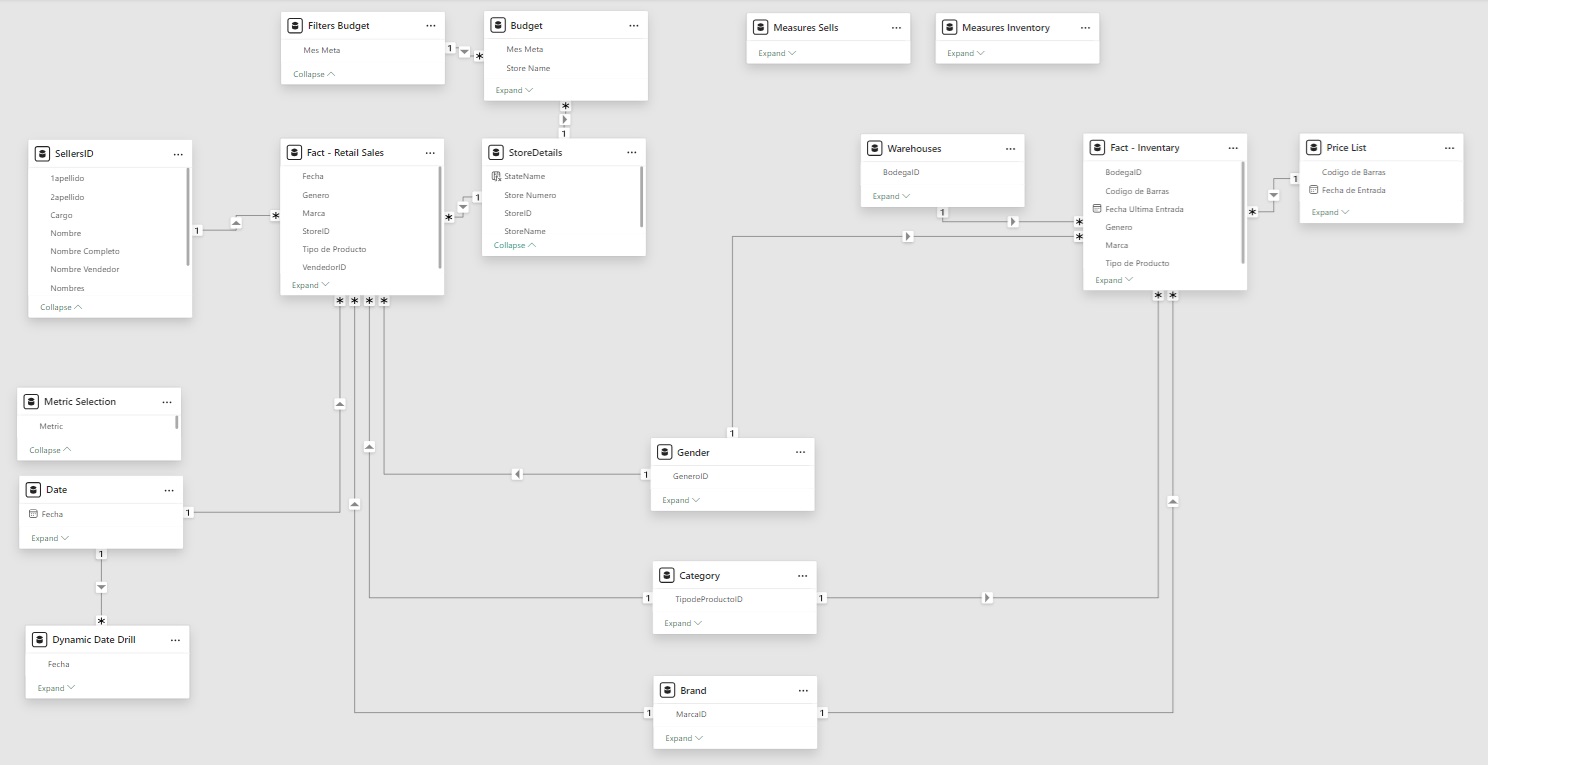 Filters Budget
Mes Meta
Collapse
1
*
Budget
Mes Meta
Store Name
Expand
*
1
Measures Sells
Expand
Measures Inventory
Expand
SellersID
1apellido
2apellido
Cargo
Nombre
Nombre Completo
Nombre Vendedor
Nombres
Collapse
1
*
Fact - Retail Sales
Fecha
Genero
Marca
StoreID
Tipo de Producto
VendedorID
Expand
* * * *
*
1
StoreDetails
StateName
Store Numero
StoreID
StoreName
Collapse
Warehouses
BodegaID
Expand
1
*
*
Fact - Inventory
BodegaID
Codigo de Barras
Fecha Ultima Entrada
Genero
Marca
Tipo de Producto
Expand
* *
*
1
Price List
Codigo de Barras
Fecha de Entrada
Expand
Metric Selection
Metric
Collapse
Date
Fecha
Expand
1
1
*
Dynamic Date Drill
Fecha
Expand
1
1
Gender
GeneroID
Expand
1
Category
TipodeProductoID
Expand
1
1
Brand
MarcaID
Expand
1